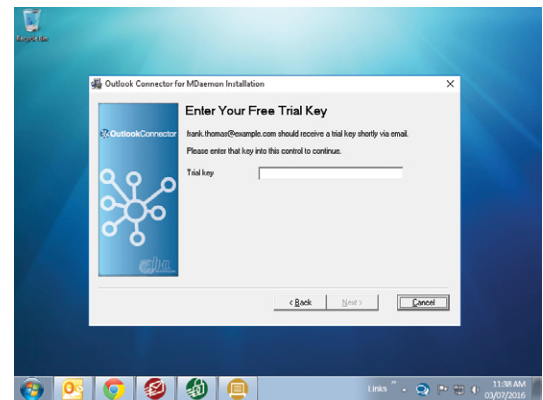 Recycle Bin
Outlook Connector for MDaemon Installation
Enter Your Free Trial Key
OutlookConnector
frank.thomas@example.com should receive a trial key shortly via email.
Please enter that key into this control to continue.
Trial key
alt-n
< Back
Next >
Cancel
Links
11:38 AM
03/07/2016